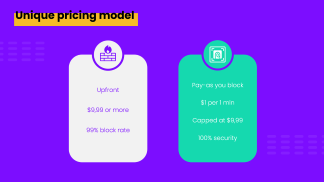 Unique pricing model
Upfront
$9,99 or more
99% block rate
Pay-as you block
$1 per 1 min
Capped at $9,99
100% security